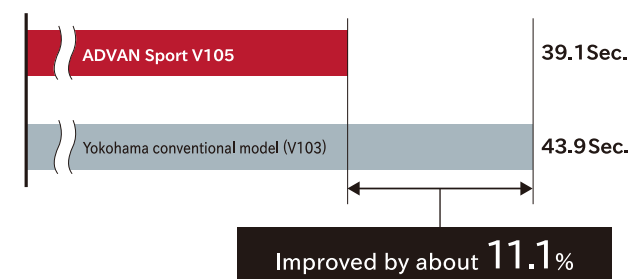 ADVAN Sport V105
39.1Sec.
Yokohama conventional model (V103)
43.9Sec.
Improved by about 11.1%